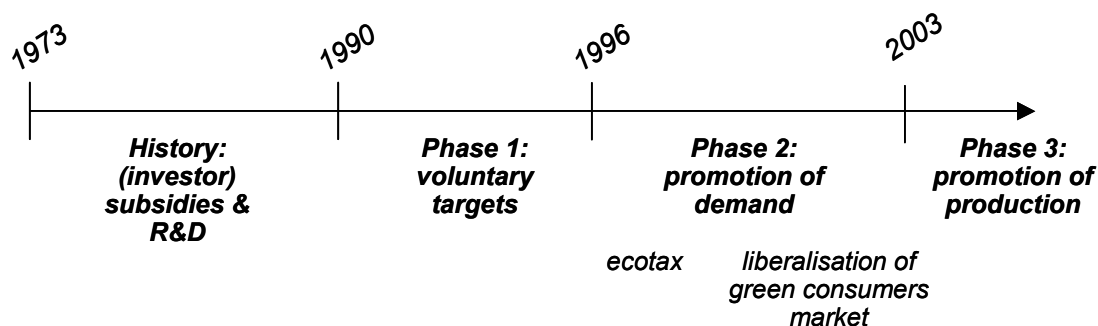 1973
1990
1996
2003
History:
(investor)
subsidies &
R&D
Phase 1:
voluntary
targets
Phase 2:
promotion of
demand
Phase 3:
promotion of
production
ecotax
liberalisation of
green consumers
market